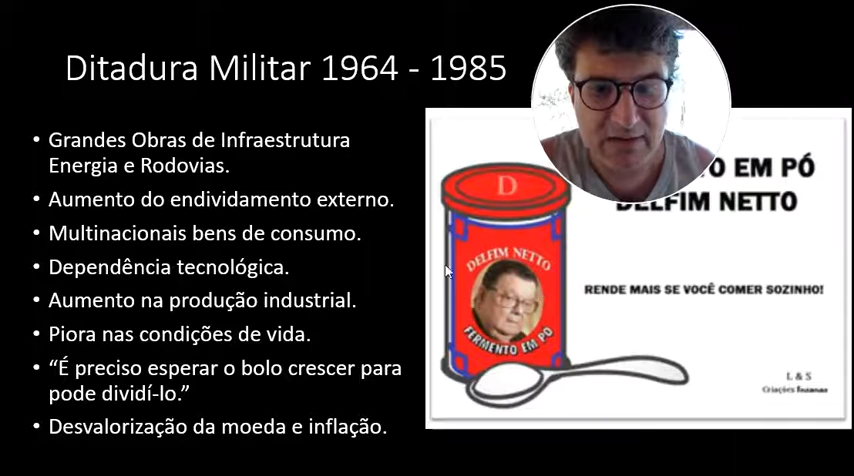 Ditadura Militar 1964 - 1985
• Grandes Obras de Infraestrutura
Energia e Rodovias.
• Aumento do endividamento externo.
• Multinacionais bens de consumo.
• Dependência tecnológica.
• Aumento na produção industrial.
• Piora nas condições de vida.
• “É preciso esperar o bolo crescer para
pode dividí-lo.”
• Desvalorização da moeda e inflação.
EM PÓ
DELFIM NETTO
D
DELFIM NETTO
FERMENTO EM PÓ
RENDE MAIS SE VOCÊ COMER SOZINHO!
L & S
Criações Insanas